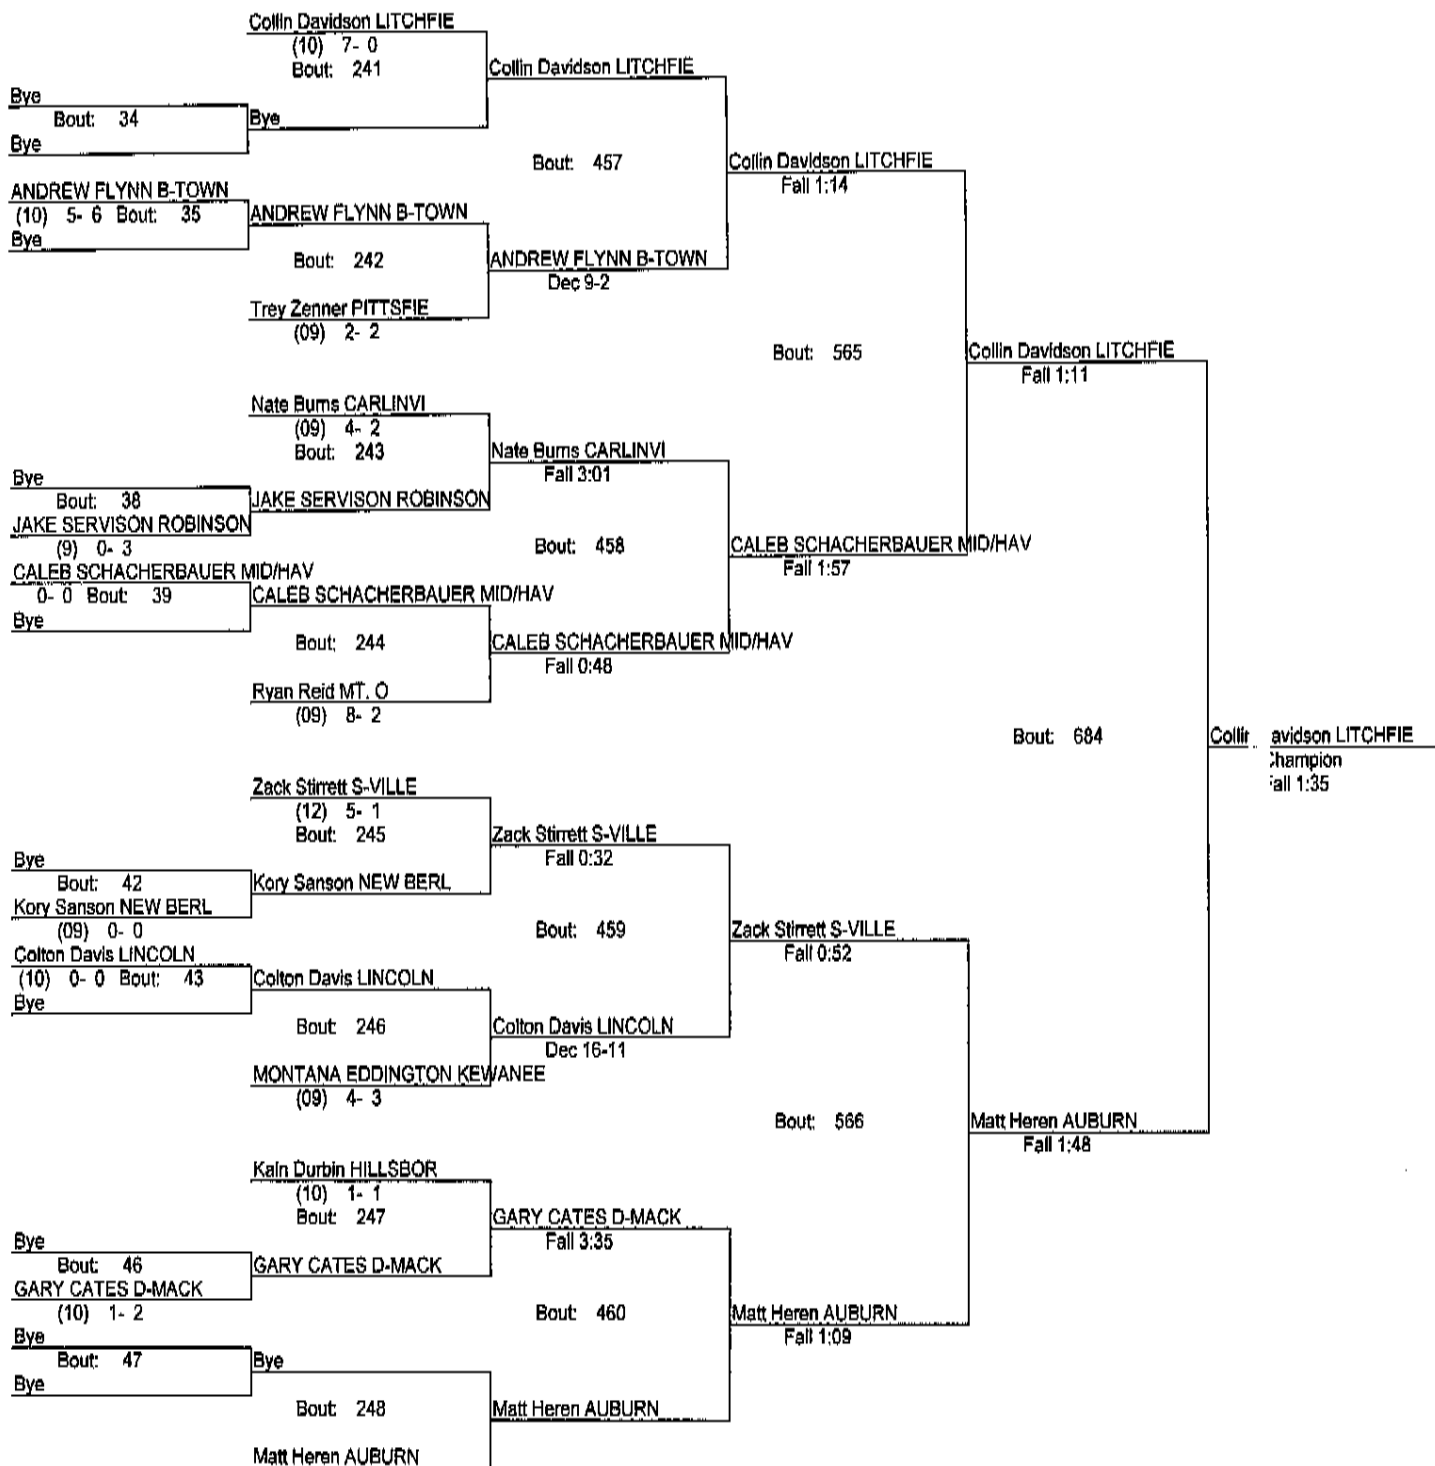 Collin Davidson LITCHFIE
(10) 7- 0
Bout: 241
Collin Davidson LITCHFIE
Bye
Bout: 34
Bye
Bye
Bout: 457
Collin Davidson LITCHFIE
Fall 1:14
ANDREW FLYNN B-TOWN
(10) 5- 6 Bout: 35
ANDREW FLYNN B-TOWN
Bye
Bout: 242
ANDREW FLYNN B-TOWN
Dec 9-2
Trey Zenner PITTSFIE
(09) 2- 2
Bout: 565
Collin Davidson LITCHFIE
Fall 1:11
Nate Burns CARLINVI
(09) 4- 2
Bout: 243
Nate Burns CARLINVI
Fall 3:01
Bye
Bout: 38
JAKE SERVISON ROBINSON
JAKE SERVISON ROBINSON
(9) 0- 3
Bout: 458
CALEB SCHACHERBAUER MID/HAV
Fall 1:57
CALEB SCHACHERBAUER MID/HAV
0- 0 Bout: 39
CALEB SCHACHERBAUER MID/HAV
Bye
Bout: 244
CALEB SCHACHERBAUER MID/HAV
Fall 0:48
Ryan Reid MT. O
(09) 8- 2
Bout: 684
Collin avidson LITCHFIE
Champion
Fall 1:35
Zack Stirrett S-VILLE
(12) 5- 1
Bout: 245
Zack Stirrett S-VILLE
Fall 0:32
Bye
Bout: 42
Kory Sanson NEW BERL
Kory Sanson NEW BERL
(09) 0- 0
Bout: 459
Zack Stirrett S-VILLE
Fall 0:52
Colton Davis LINCOLN
(10) 0- 0 Bout: 43
Colton Davis LINCOLN
Bye
Bout: 246
Colton Davis LINCOLN
Dec 16-11
MONTANA EDDINGTON KEWANEE
(09) 4- 3
Bout: 566
Matt Heren AUBURN
Fall 1:48
Kain Durbin HILLSBOR
(10) 1- 1
Bout: 247
GARY CATES D-MACK
Fall 3:35
Bye
Bout: 46
GARY CATES D-MACK
GARY CATES D-MACK
(10) 1- 2
Bout: 460
Matt Heren AUBURN
Fall 1:09
Bye
Bout: 47
Bye
Bye
Bout: 248
Matt Heren AUBURN
Matt Heren AUBURN